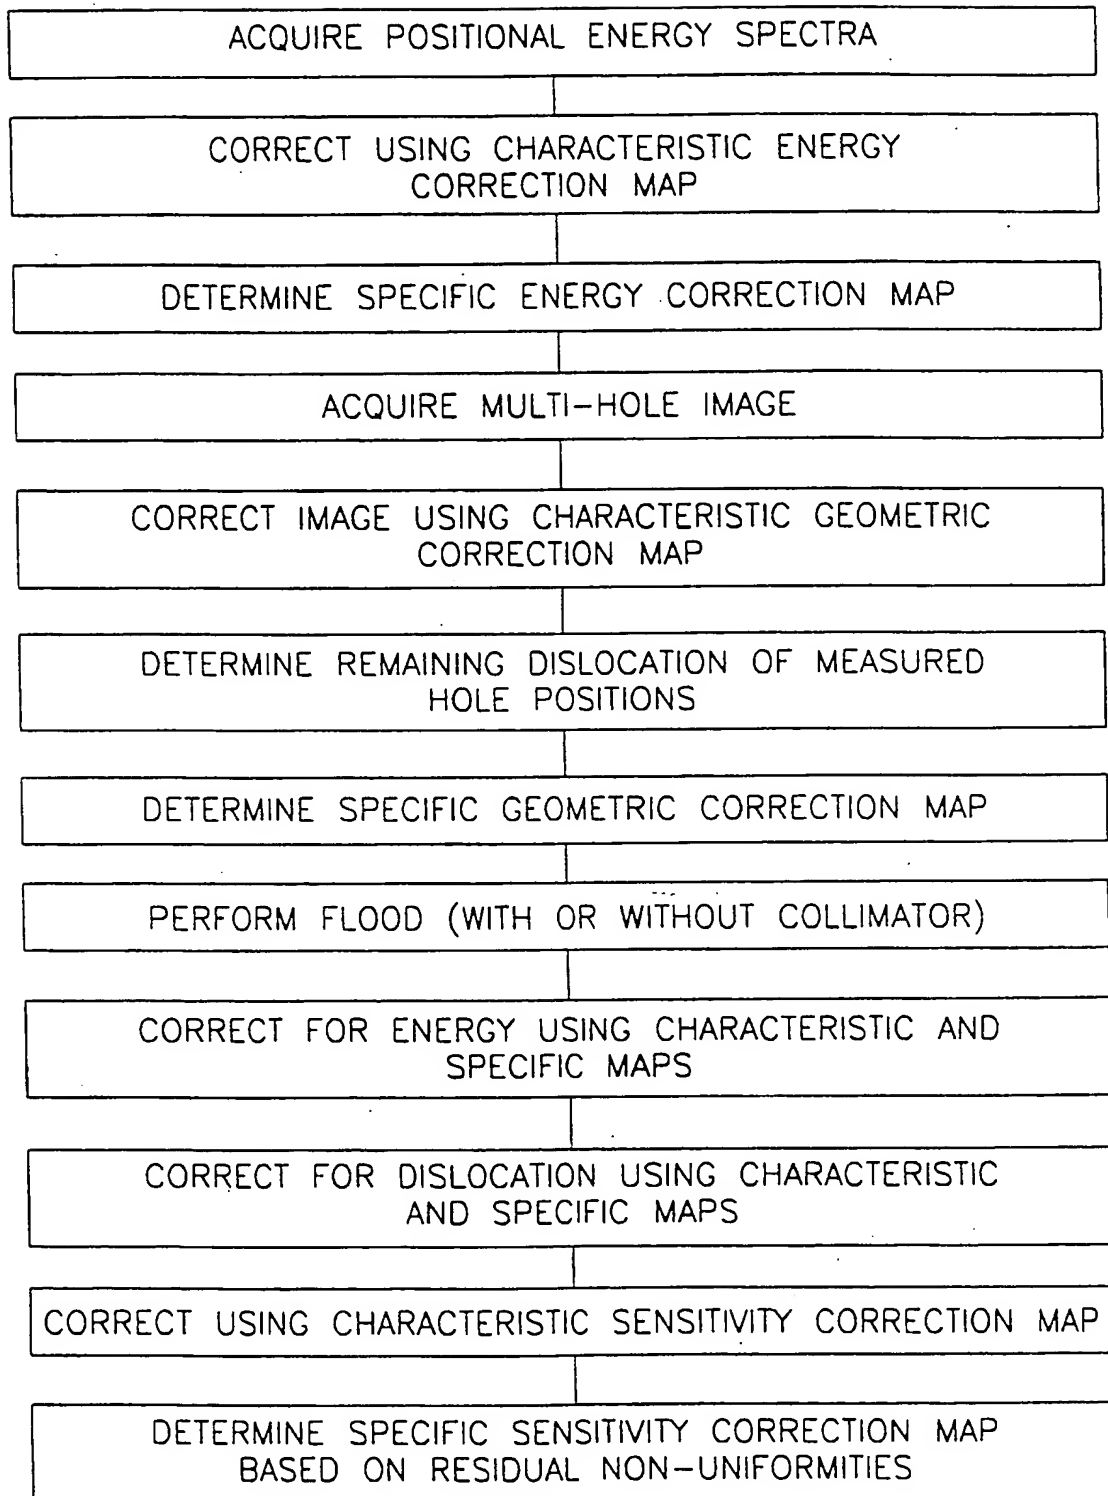 ACQUIRE POSITIONAL ENERGY SPECTRA
CORRECT USING CHARACTERISTIC ENERGY
CORRECTION MAP
DETERMINE SPECIFIC ENERGY CORRECTION MAP
ACQUIRE MULTI-HOLE IMAGE
CORRECT IMAGE USING CHARACTERISTIC GEOMETRIC
CORRECTION MAP
DETERMINE REMAINING DISLOCATION OF MEASURED
HOLE POSITIONS
DETERMINE SPECIFIC GEOMETRIC CORRECTION MAP
PERFORM FLOOD (WITH OR WITHOUT COLLIMATOR)
CORRECT FOR ENERGY USING CHARACTERISTIC AND
SPECIFIC MAPS
CORRECT FOR DISLOCATION USING CHARACTERISTIC
AND SPECIFIC MAPS
CORRECT USING CHARACTERISTIC SENSITIVITY CORRECTION MAP
DETERMINE SPECIFIC SENSITIVITY CORRECTION MAP
BASED ON RESIDUAL NON-UNIFORMITIES